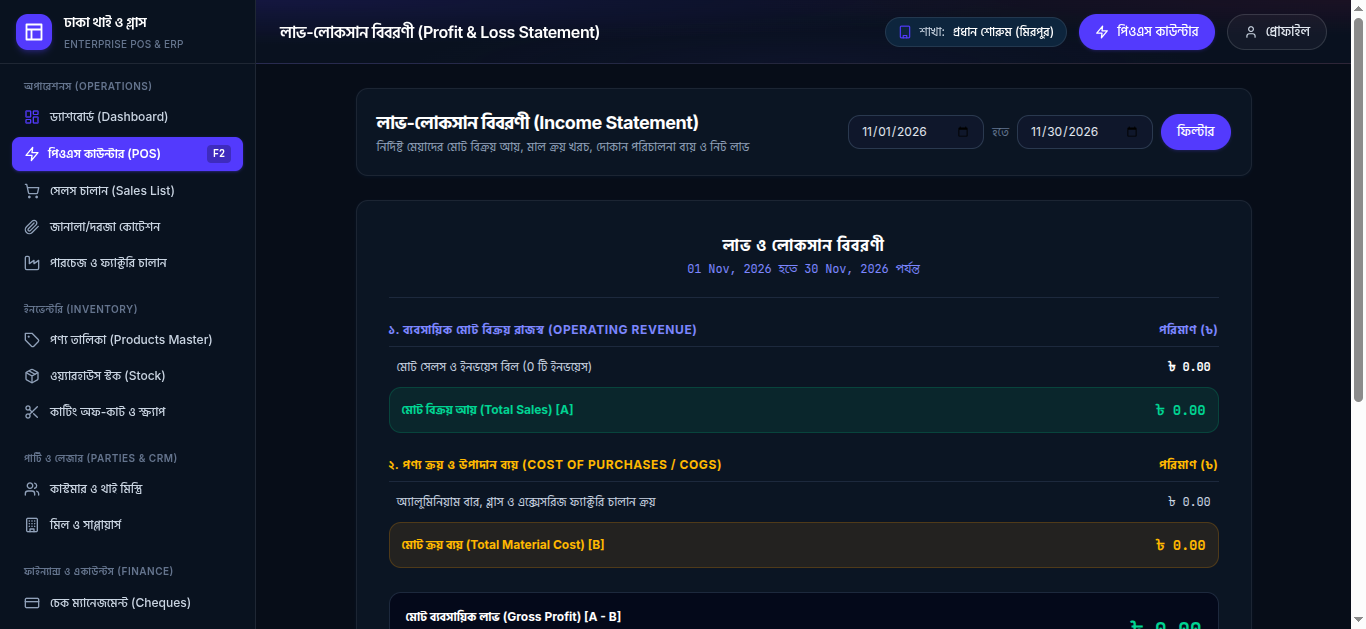 ঢাকা থাই ও গ্লাস
ENTERPRISE POS & ERP
অপারেশনস (OPERATIONS)
ড্যাশবোর্ড (Dashboard)
পিওএস কাউন্টার (POS) F2
সেলস চালান (Sales List)
জানালা/দরজা কোটেশন
পারচেজ ও ফ্যাক্টরি চালান
ইনভেন্টরি (INVENTORY)
পণ্য তালিকা (Products Master)
ওয়্যারহাউস স্টক (Stock)
কাটিং অফ-কাট ও স্ক্র্যাপ
পার্টি ও লেজার (PARTIES & CRM)
কাস্টমার ও থাই মিস্ত্রি
মিল ও সাপ্লায়ার্স
ফাইন্যান্স ও একাউন্টস (FINANCE)
চেক ম্যানেজমেন্ট (Cheques)
লাভ-লোকসান বিবরণী (Profit & Loss Statement)
শাখা: প্রধান শোরুম (মিরপুর)
পিওএস কাউন্টার
প্রোফাইল
লাভ-লোকসান বিবরণী (Income Statement)
নির্দিষ্ট মেয়াদের মোট বিক্রয় আয়, মাল ক্রয় খরচ, দোকান পরিচালনা ব্যয় ও নিট লাভ
11/01/2026 হতে 11/30/2026 ফিল্টার
লাভ ও লোকসান বিবরণী
01 Nov, 2026 হতে 30 Nov, 2026 পর্যন্ত
১. ব্যবসায়িক মোট বিক্রয় রাজস্ব (OPERATING REVENUE) পরিমাণ (৳)
মোট সেলস ও ইনভয়েস বিল (0 টি ইনভয়েস) ৳ 0.00
মোট বিক্রয় আয় (Total Sales) [A] ৳ 0.00
২. পণ্য ক্রয় ও উপাদান ব্যয় (COST OF PURCHASES / COGS) পরিমাণ (৳)
অ্যালুমিনিয়াম বার, গ্লাস ও এক্সেসরিজ ফ্যাক্টরি চালান ক্রয় ৳ 0.00
মোট ক্রয় ব্যয় (Total Material Cost) [B] ৳ 0.00
মোট ব্যবসায়িক লাভ (Gross Profit) [A - B] ৳ 0.00